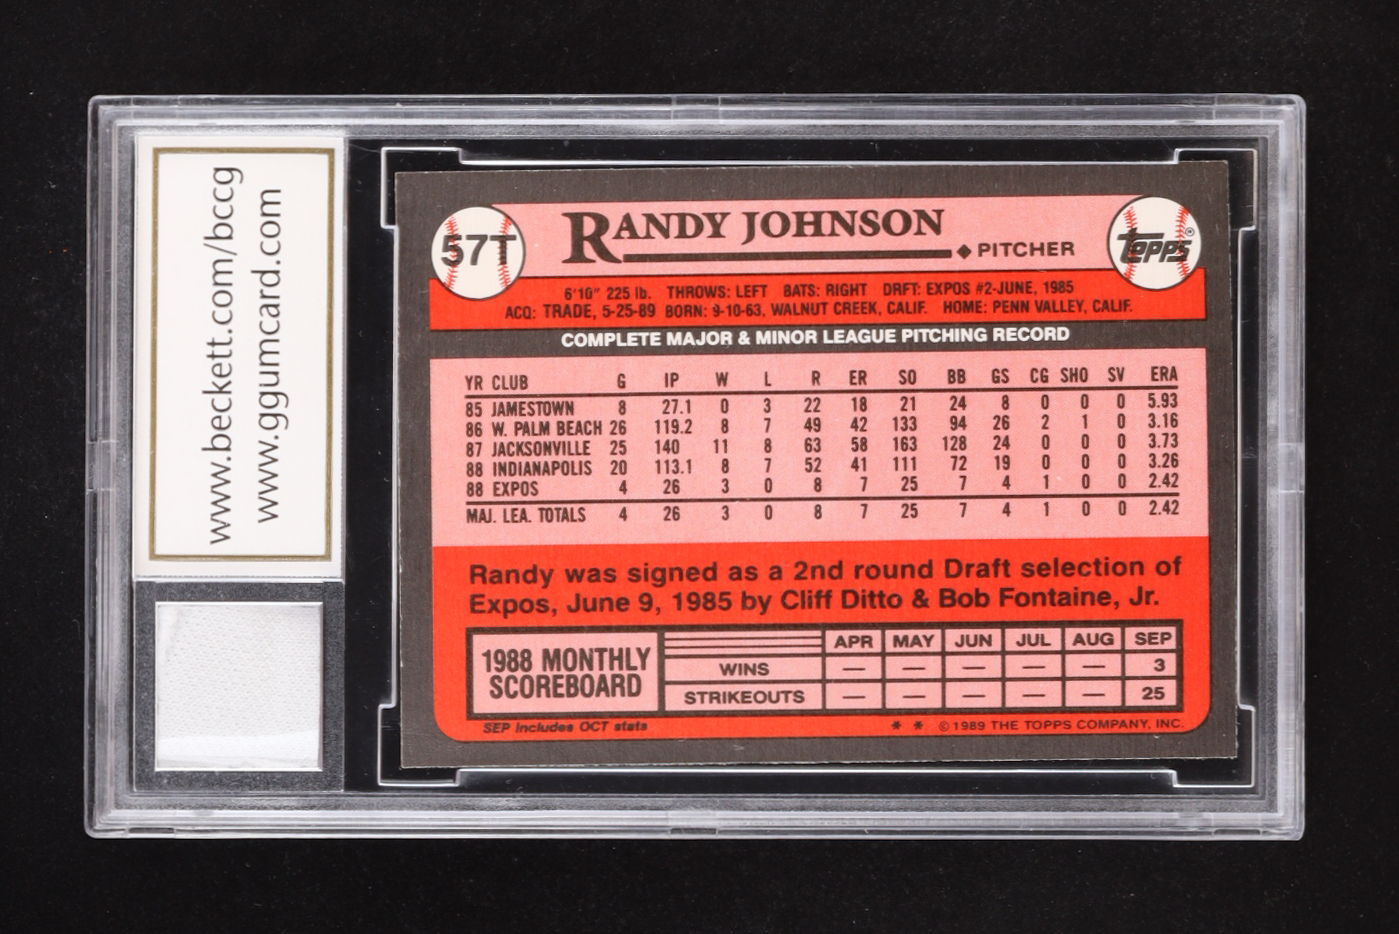 www.beckett.com/bccg
www.ggumcard.com
57T
RANDY JOHNSON
◆ PITCHER
TOPPS®
6'10" 225 lb. THROWS: LEFT BATS: RIGHT DRFT: EXPOS #2-JUNE, 1985
ACQ: TRADE, 5-25-89 BORN: 9-10-63, WALNUT CREEK, CALIF. HOME: PENN VALLEY, CALIF.
COMPLETE MAJOR & MINOR LEAGUE PITCHING RECORD
YR CLUB G IP W L R ER SO BB GS CG SHO SV ERA
85 JAMESTOWN 8 27.1 0 3 22 18 21 24 8 0 0 0 5.93
86 W. PALM BEACH 26 119.2 8 7 49 42 133 94 26 2 1 0 3.16
87 JACKSONVILLE 25 140 11 8 63 58 163 128 24 0 0 0 3.73
88 INDIANAPOLIS 20 113.1 8 7 52 41 111 72 19 0 0 0 3.26
88 EXPOS 4 26 3 0 8 7 25 7 4 1 0 0 2.42
MAJ. LEA. TOTALS 4 26 3 0 8 7 25 7 4 1 0 0 2.42
Randy was signed as a 2nd round Draft selection of
Expos, June 9, 1985 by Cliff Ditto & Bob Fontaine, Jr.
1988 MONTHLY
SCOREBOARD
APR MAY JUN JUL AUG SEP
WINS — — — — — 3
STRIKEOUTS — — — — — 25
SEP Includes OCT stats
* * © 1989 THE TOPPS COMPANY, INC.